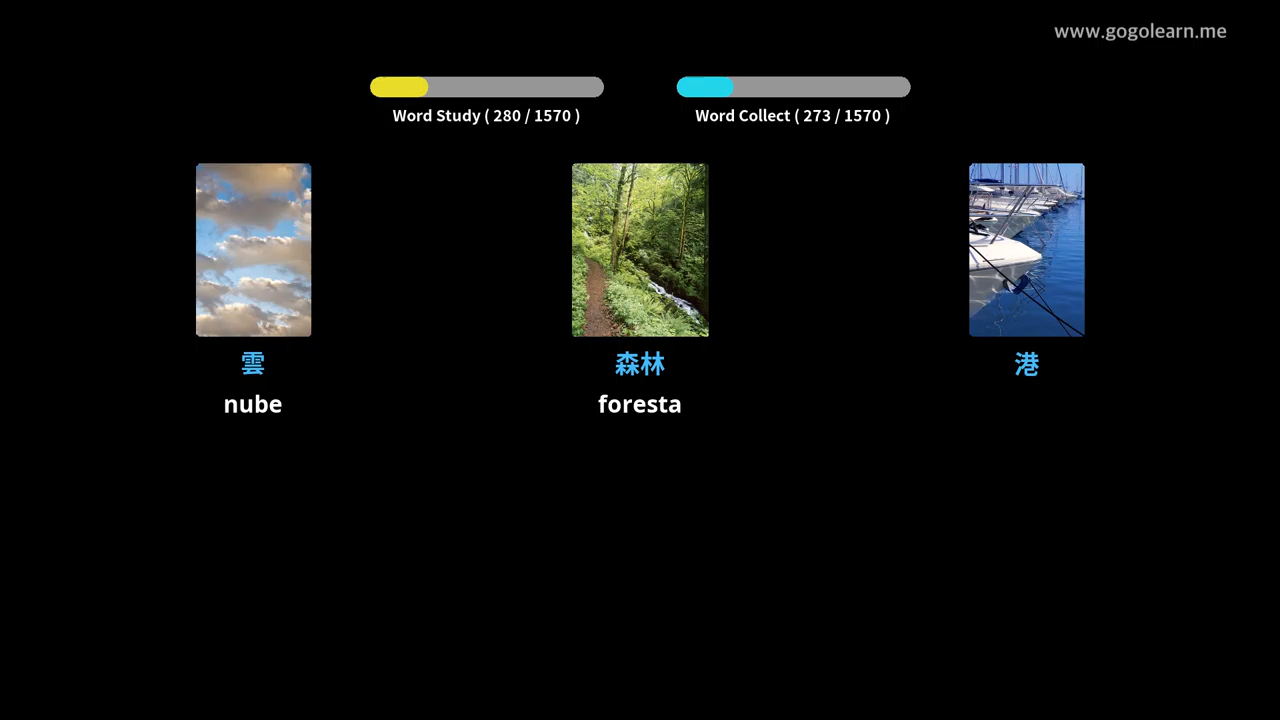 www.gogolearn.me
Word Study ( 280 / 1570 )
Word Collect ( 273 / 1570 )
雲
森林
港
nube
foresta